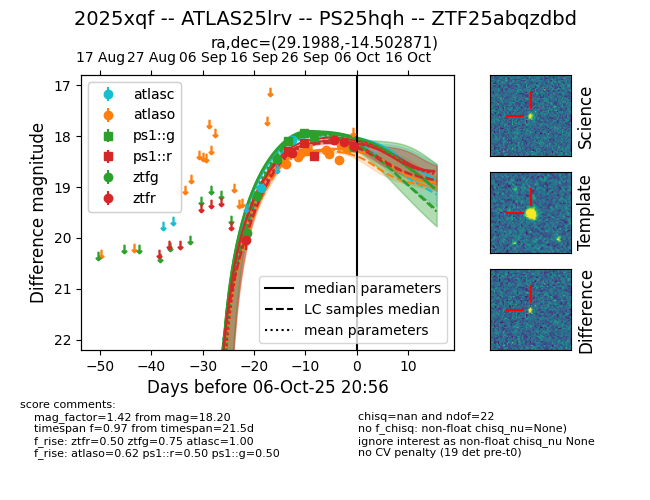 2025xqf -- ATLAS25lrv -- PS25hqh -- ZTF25abqzdbd
ra,dec=(29.1988,-14.502871)
17 Aug 27 Aug 06 Sep 16 Sep 26 Sep 06 Oct 16 Oct
17
18
19
20
21
22
Difference magnitude
atlasc
atlaso
ps1::g
ps1::r
ztfg
ztfr
median parameters
LC samples median
mean parameters
−50 −40 −30 −20 −10 0 10
Days before 06-Oct-25 20:56
Science
Template
Difference
score comments:
mag_factor=1.42 from mag=18.20
timespan f=0.97 from timespan=21.5d
f_rise: ztfr=0.50 ztfg=0.75 atlasc=1.00
f_rise: atlaso=0.62 ps1::r=0.50 ps1::g=0.50
chisq=nan and ndof=22
no f_chisq: non-float chisq_nu=None)
ignore interest as non-float chisq_nu None
no CV penalty (19 det pre-t0)